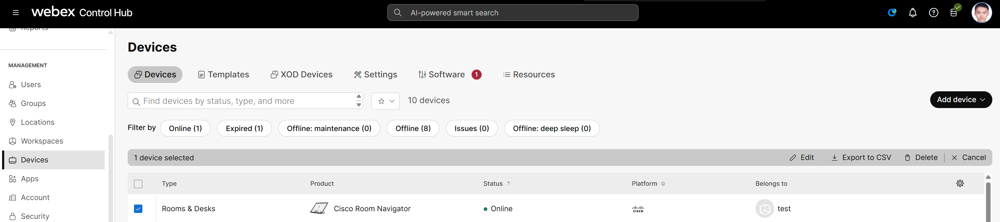 webex Control Hub
AI-powered smart search
Reports
MANAGEMENT
Users
Groups
Locations
Workspaces
Devices
Apps
Account
Security
Devices
Devices
Templates
XOD Devices
Settings
Software 1
Resources
Find devices by status, type, and more
10 devices
Add device
Filter by
Online (1)
Expired (1)
Offline: maintenance (0)
Offline (8)
Issues (0)
Offline: deep sleep (0)
1 device selected
Edit
Export to CSV
Delete
Cancel
Type
Product
Status
Platform
Belongs to
Rooms & Desks
Cisco Room Navigator
Online
CISCO
test